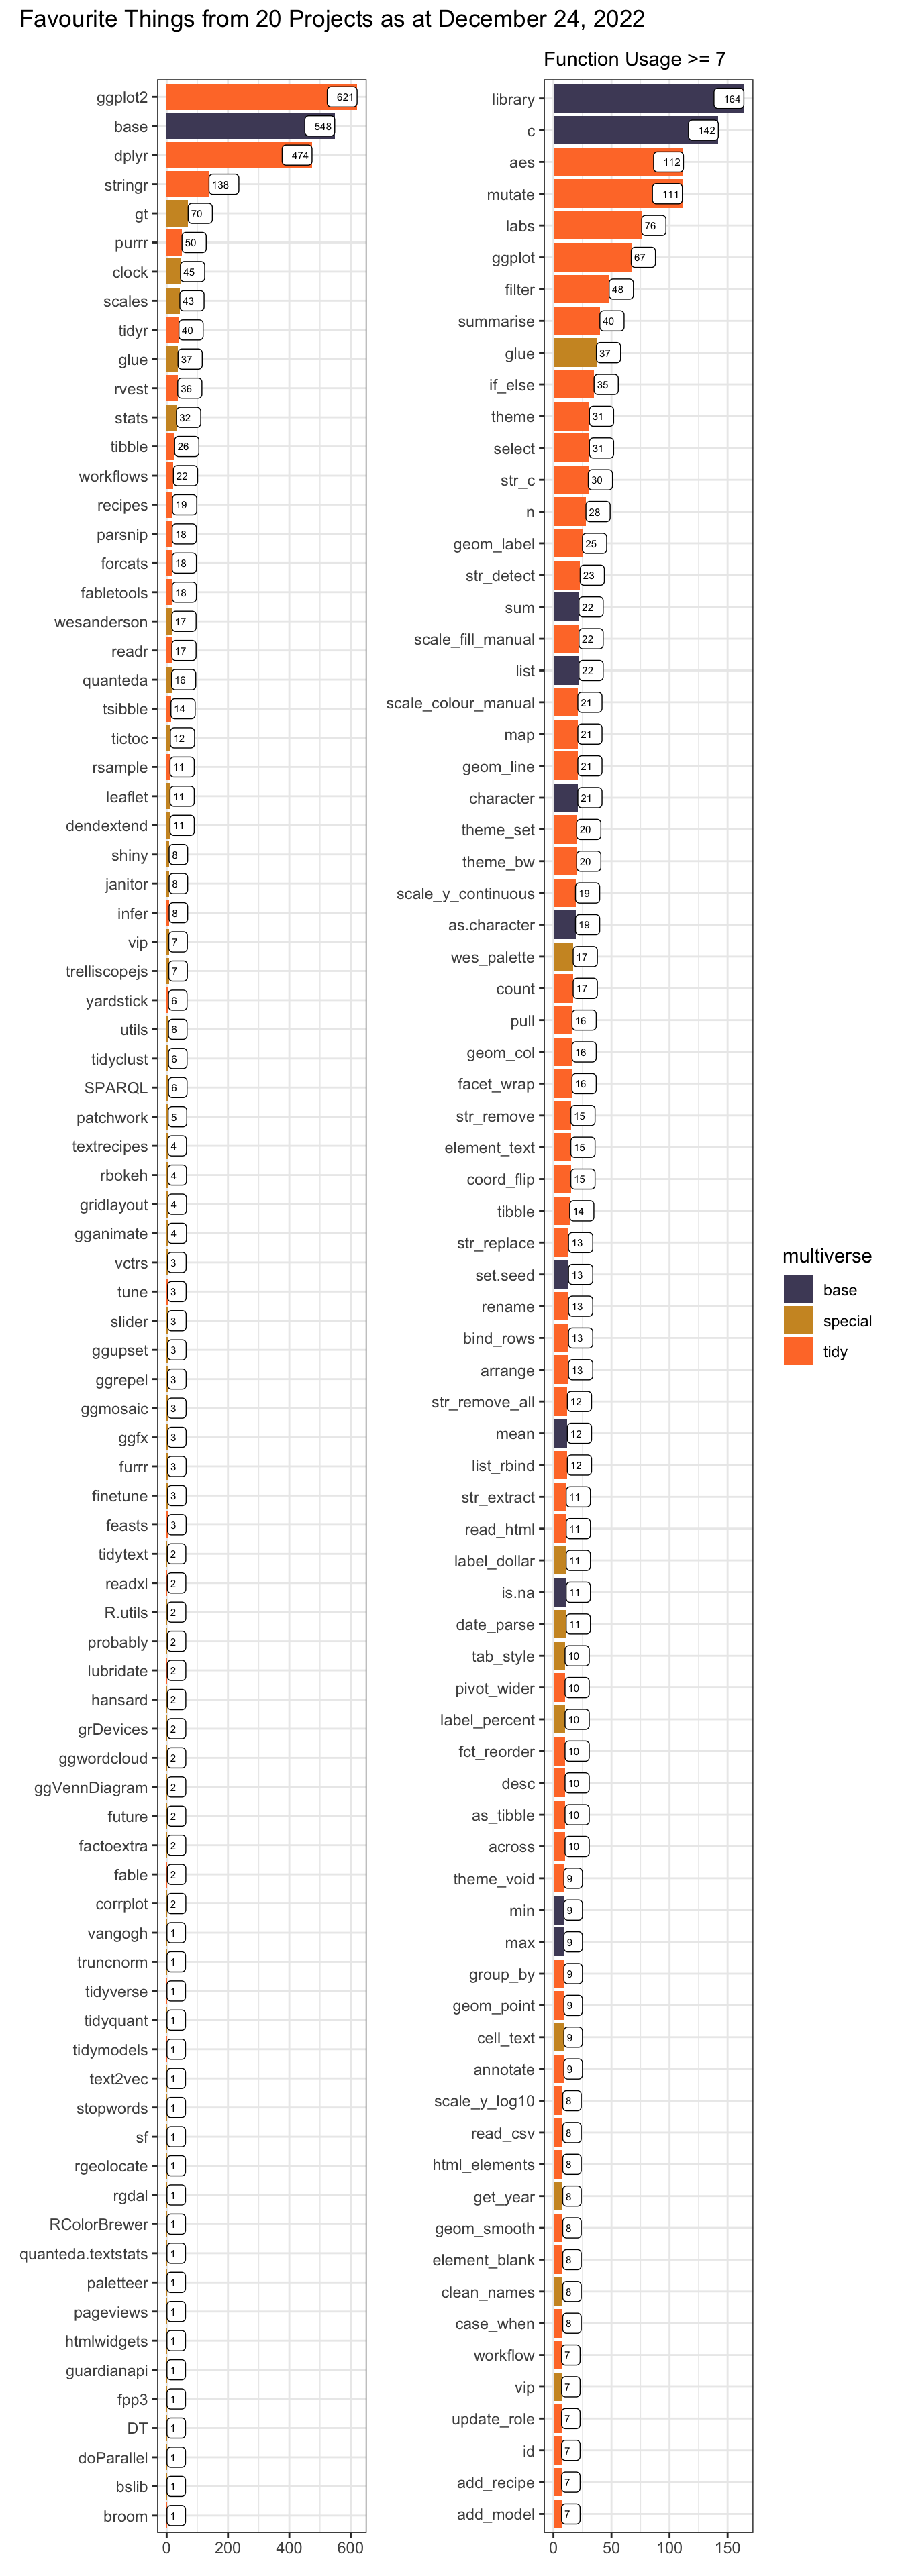 Favourite Things from 20 Projects as at December 24, 2022
ggplot2 621
base 548
dplyr 474
stringr 138
gt 70
purrr 50
clock 45
scales 43
tidyr 40
glue 37
rvest 36
stats 32
tibble 26
workflows 22
recipes 19
parsnip 18
forcats 18
fabletools 18
wesanderson 17
readr 17
quanteda 16
tsibble 14
tictoc 12
rsample 11
leaflet 11
dendextend 11
shiny 8
janitor 8
infer 8
vip 7
trelliscopejs 7
yardstick 6
utils 6
tidyclust 6
SPARQL 6
patchwork 5
textrecipes 4
rbokeh 4
gridlayout 4
gganimate 4
vctrs 3
tune 3
slider 3
ggupset 3
ggrepel 3
ggmosaic 3
ggfx 3
furrr 3
finetune 3
feasts 3
tidytext 2
readxl 2
R.utils 2
probably 2
lubridate 2
hansard 2
grDevices 2
ggwordcloud 2
ggVennDiagram 2
future 2
factoextra 2
fable 2
corrplot 2
vangogh 1
truncnorm 1
tidyverse 1
tidyquant 1
tidymodels 1
text2vec 1
stopwords 1
sf 1
rgeolocate 1
rgdal 1
RColorBrewer 1
quanteda.textstats 1
paletteer 1
pageviews 1
htmlwidgets 1
guardianapi 1
fpp3 1
DT 1
doParallel 1
bslib 1
broom 1
0 200 400 600
Function Usage >= 7
library 164
c 142
aes 112
mutate 111
labs 76
ggplot 67
filter 48
summarise 40
glue 37
if_else 35
theme 31
select 31
str_c 30
n 28
geom_label 25
str_detect 23
sum 22
scale_fill_manual 22
list 22
scale_colour_manual 21
map 21
geom_line 21
character 21
theme_set 20
theme_bw 20
scale_y_continuous 19
as.character 19
wes_palette 17
count 17
pull 16
geom_col 16
facet_wrap 16
str_remove 15
element_text 15
coord_flip 15
tibble 14
str_replace 13
set.seed 13
rename 13
bind_rows 13
arrange 13
str_remove_all 12
mean 12
list_rbind 12
str_extract 11
read_html 11
label_dollar 11
is.na 11
date_parse 11
tab_style 10
pivot_wider 10
label_percent 10
fct_reorder 10
desc 10
as_tibble 10
across 10
theme_void 9
min 9
max 9
group_by 9
geom_point 9
cell_text 9
annotate 9
scale_y_log10 8
read_csv 8
html_elements 8
get_year 8
geom_smooth 8
element_blank 8
clean_names 8
case_when 8
workflow 7
vip 7
update_role 7
id 7
add_recipe 7
add_model 7
0 50 100 150
multiverse
base
special
tidy